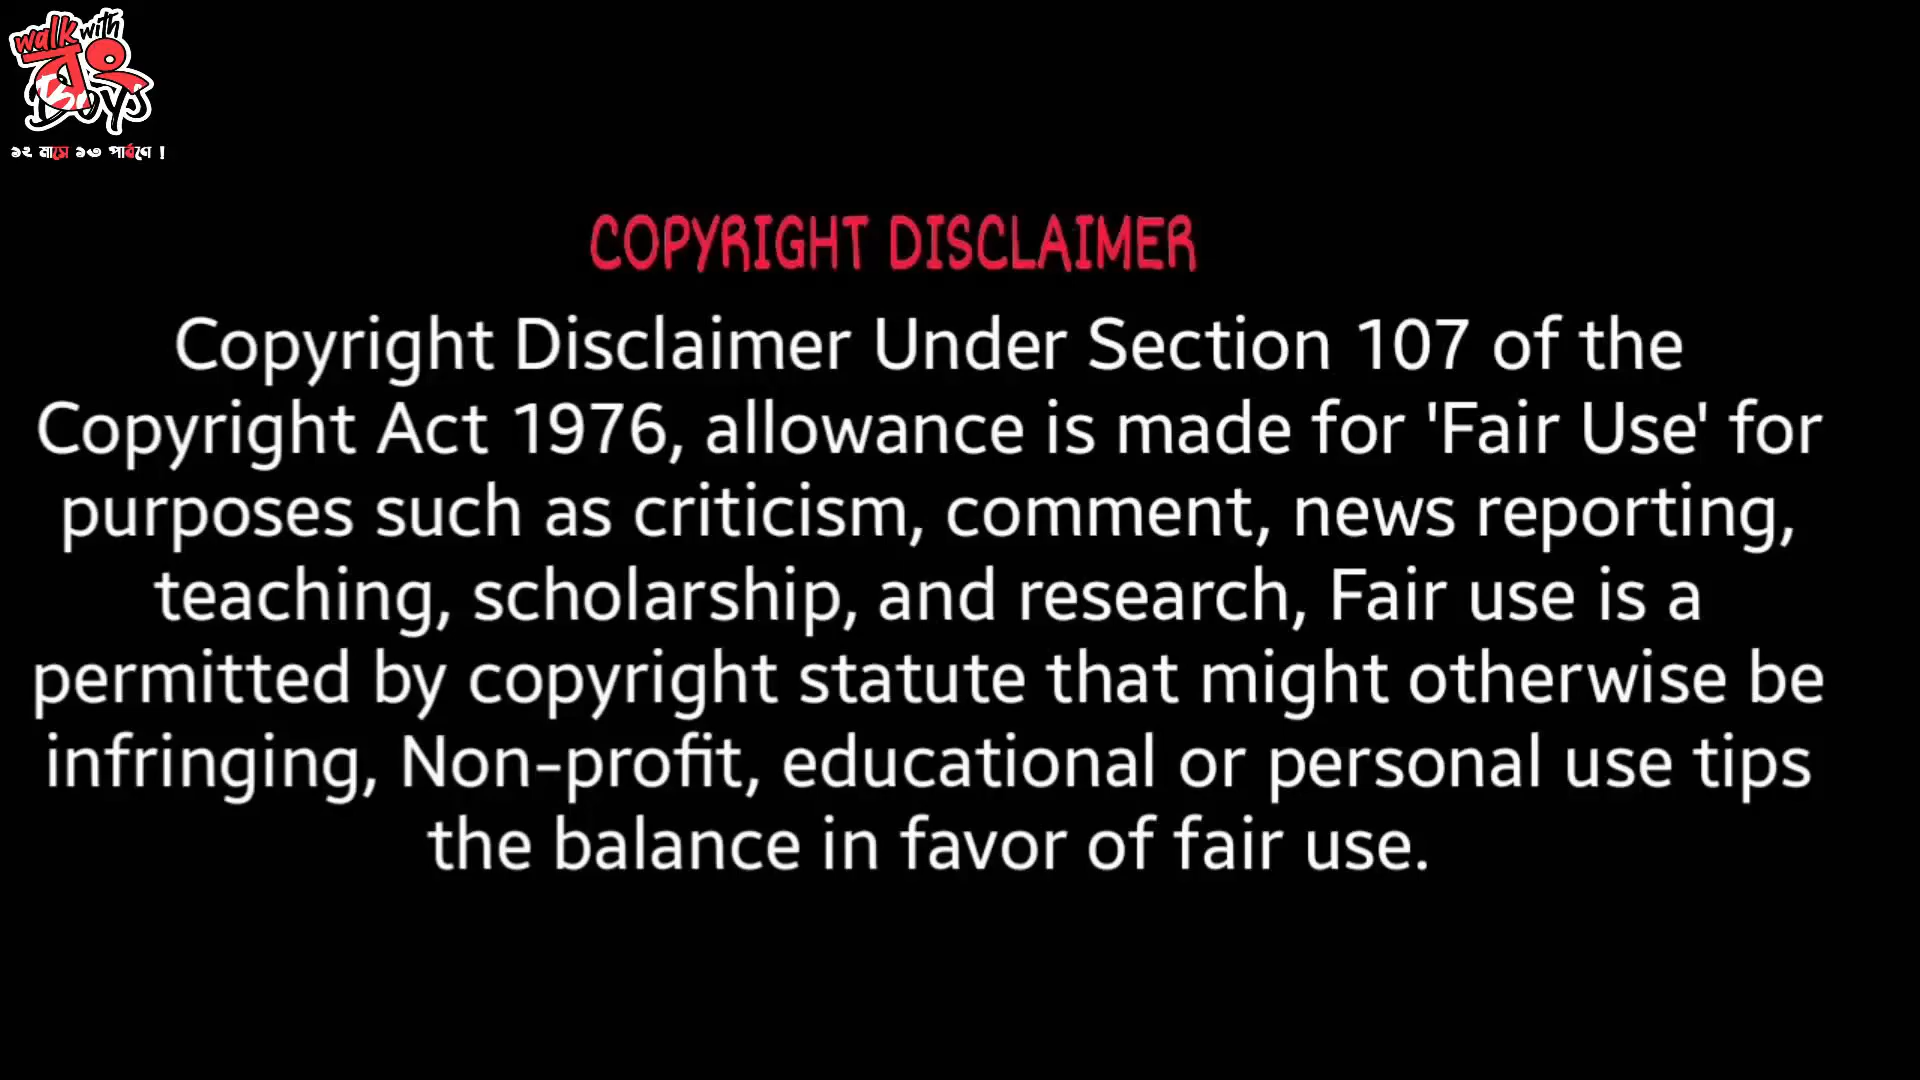 walk with
বং
Boys
১২ মাসে ১৩ পার্বণে !
COPYRIGHT DISCLAIMER
Copyright Disclaimer Under Section 107 of the
Copyright Act 1976, allowance is made for 'Fair Use' for
purposes such as criticism, comment, news reporting,
teaching, scholarship, and research, Fair use is a
permitted by copyright statute that might otherwise be
infringing, Non-profit, educational or personal use tips
the balance in favor of fair use.